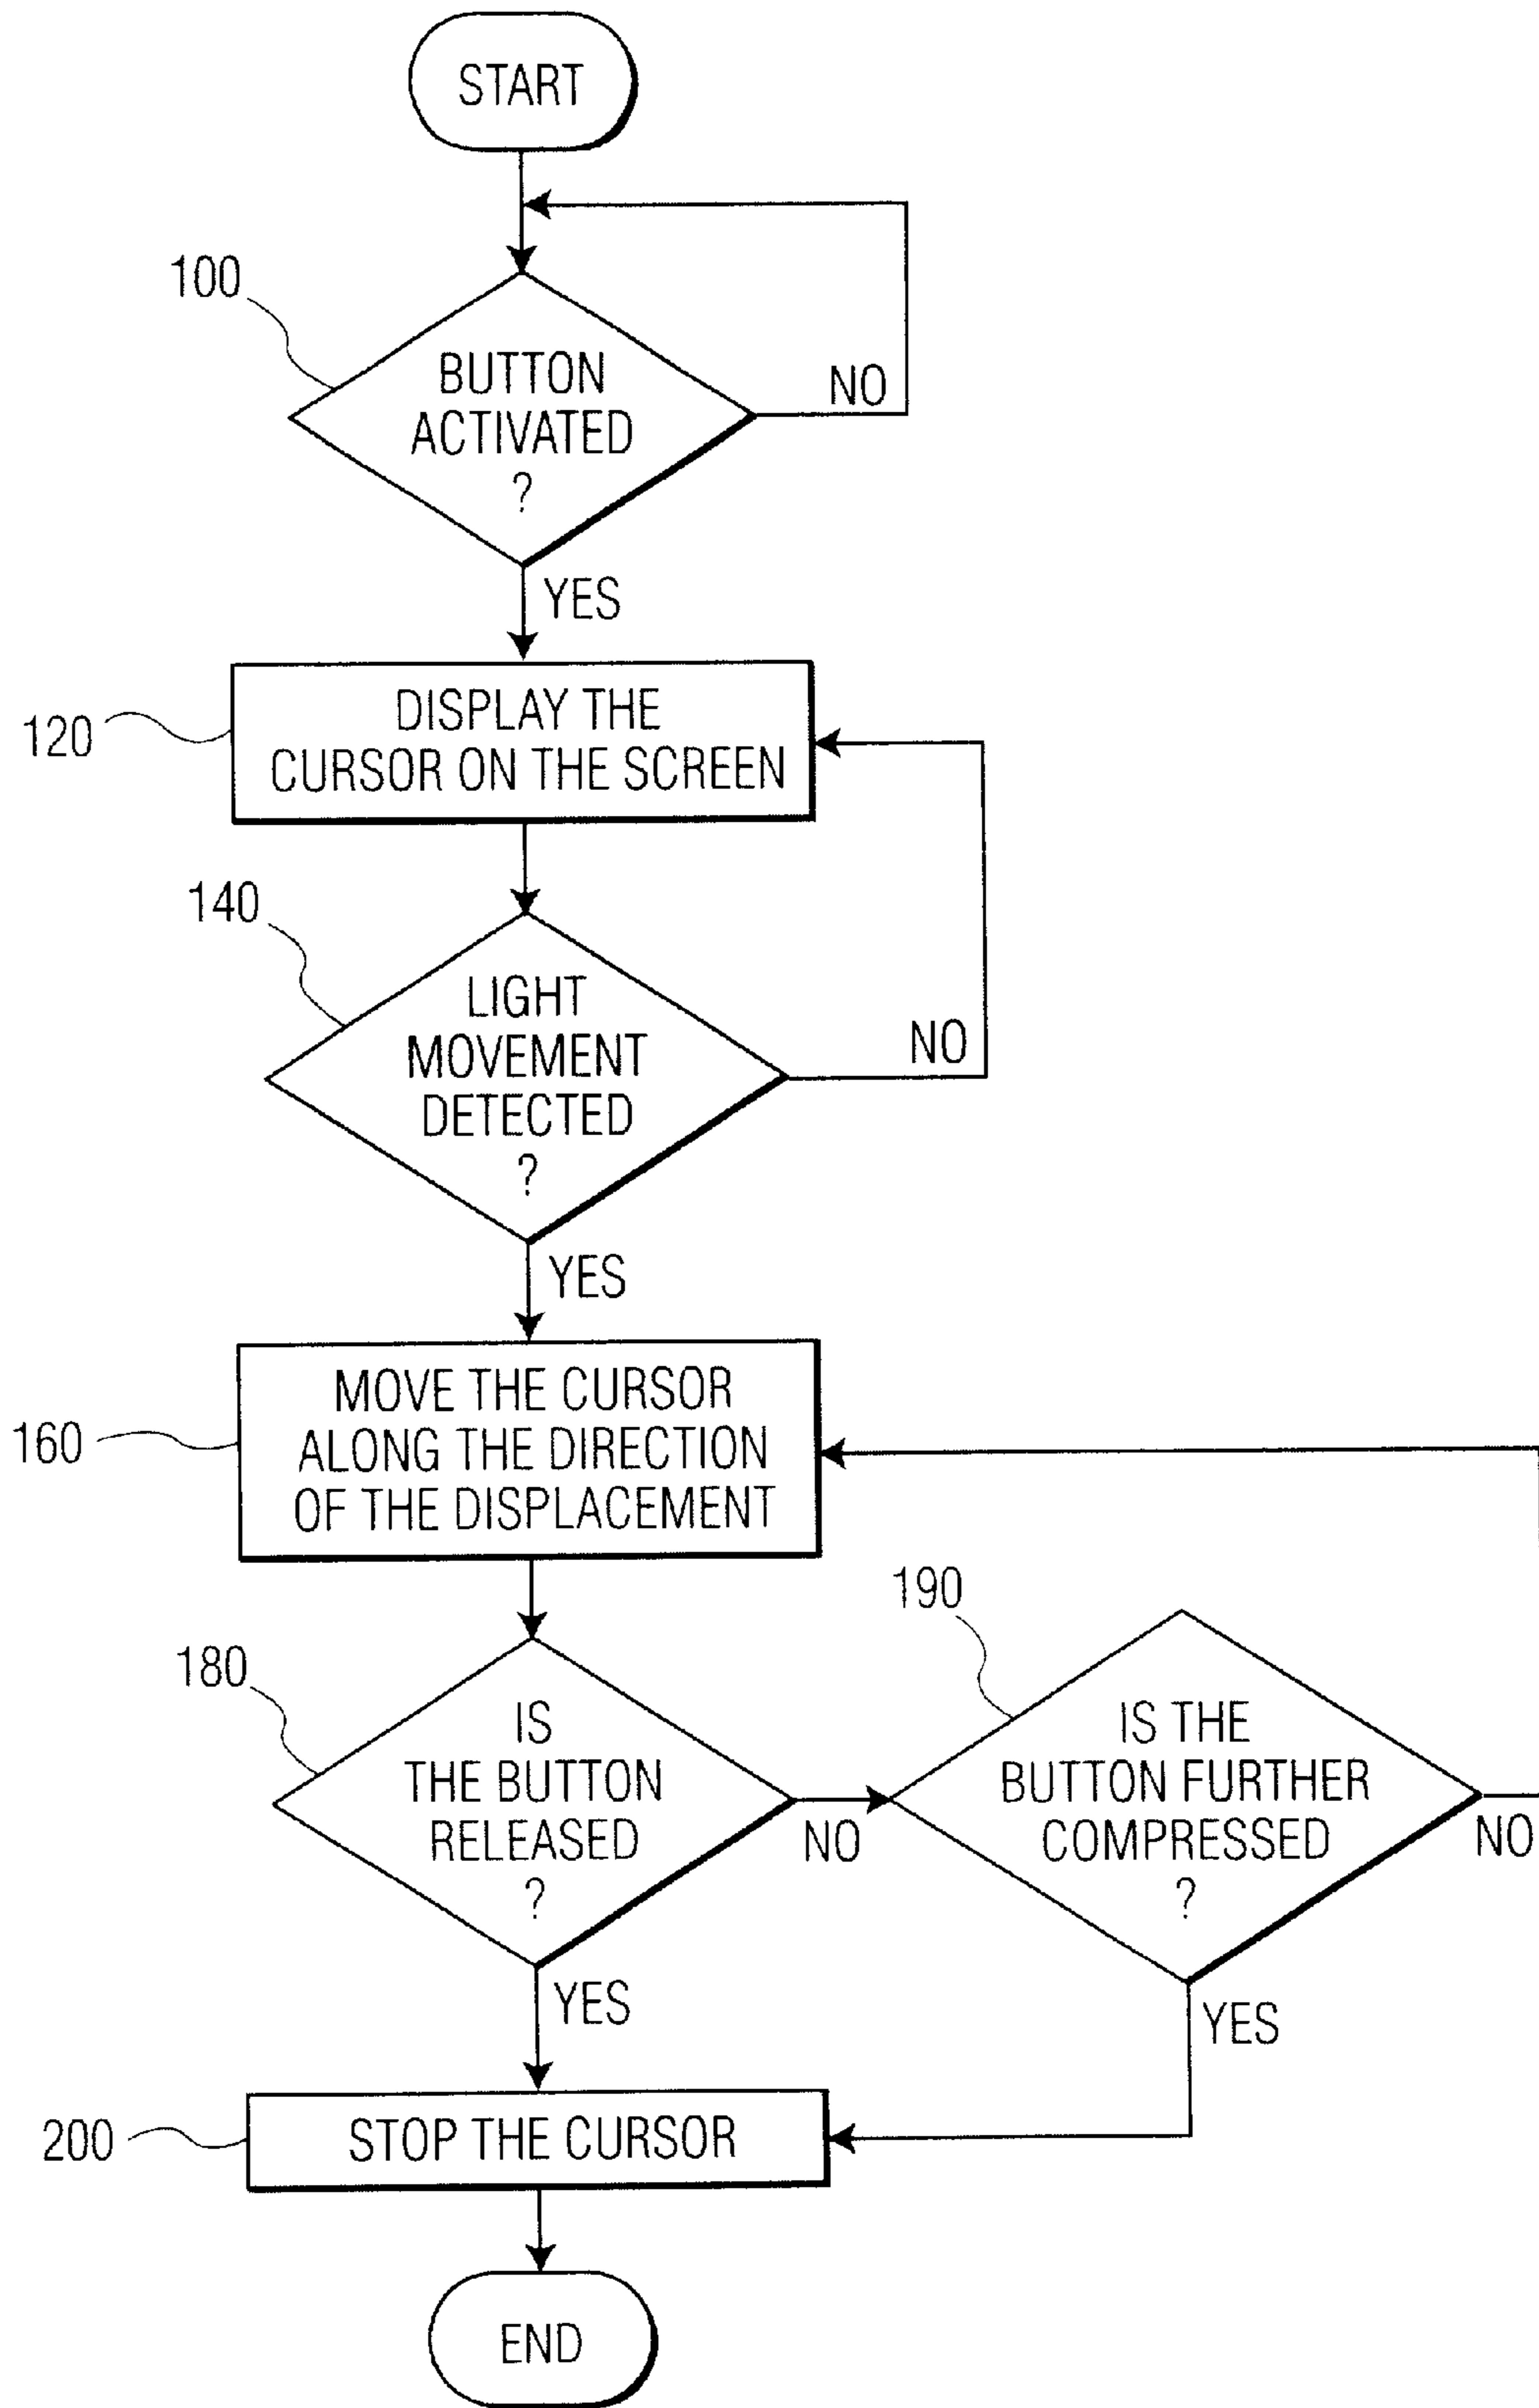 START
100
BUTTON
ACTIVATED
?
NO
YES
120
DISPLAY THE
CURSOR ON THE SCREEN
140
LIGHT
MOVEMENT
DETECTED
?
NO
YES
160
MOVE THE CURSOR
ALONG THE DIRECTION
OF THE DISPLACEMENT
180
IS
THE BUTTON
RELEASED
?
NO
YES
190
IS THE
BUTTON FURTHER
COMPRESSED
?
NO
YES
200
STOP THE CURSOR
END